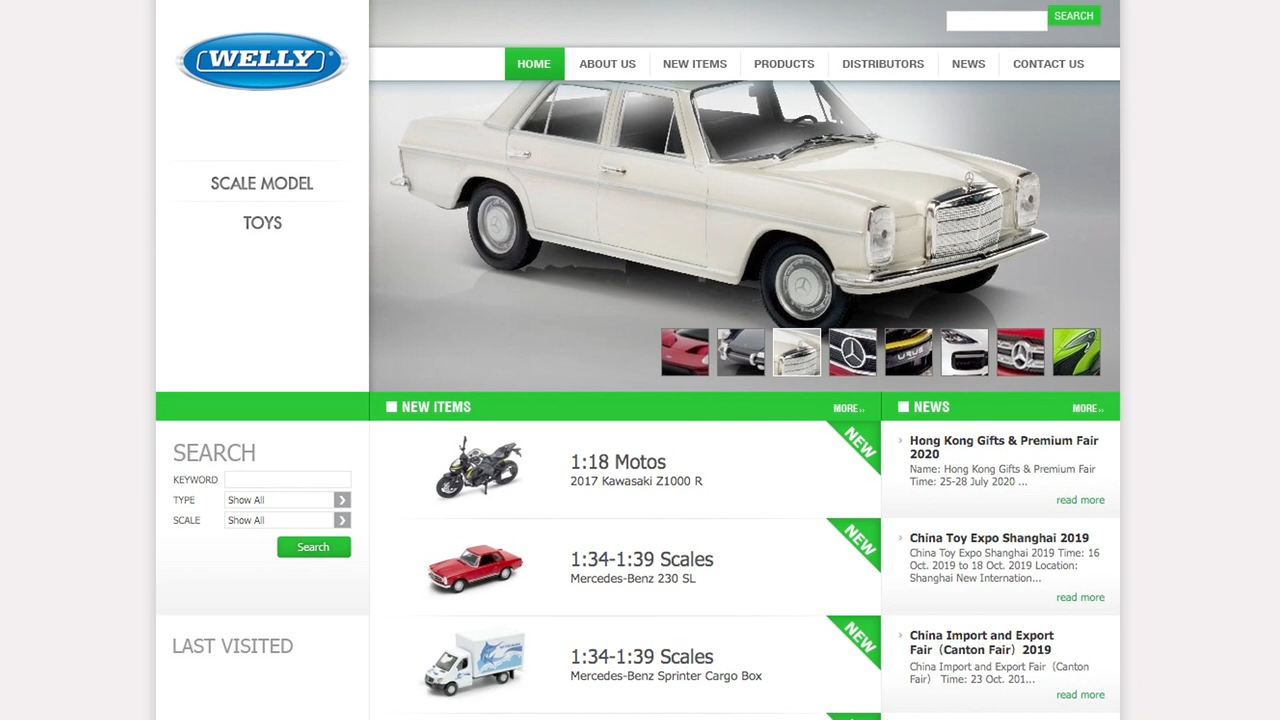 WELLY
SEARCH
HOME
ABOUT US
NEW ITEMS
PRODUCTS
DISTRIBUTORS
NEWS
CONTACT US
SCALE MODEL
TOYS
URUS
NEW ITEMS
MORE
NEWS
MORE
SEARCH
KEYWORD
TYPE
Show All
SCALE
Show All
Search
LAST VISITED
1:18 Motos
2017 Kawasaki Z1000 R
NEW
1:34-1:39 Scales
Mercedes-Benz 230 SL
NEW
1:34-1:39 Scales
Mercedes-Benz Sprinter Cargo Box
NEW
Hong Kong Gifts & Premium Fair
2020
Name: Hong Kong Gifts & Premium Fair
Time: 25-28 July 2020 ...
read more
China Toy Expo Shanghai 2019
China Toy Expo Shanghai 2019 Time: 16
Oct. 2019 to 18 Oct. 2019 Location:
Shanghai New Internation...
read more
China Import and Export
Fair（Canton Fair）2019
China Import and Export Fair（Canton
Fair） Time: 23 Oct. 201...
read more